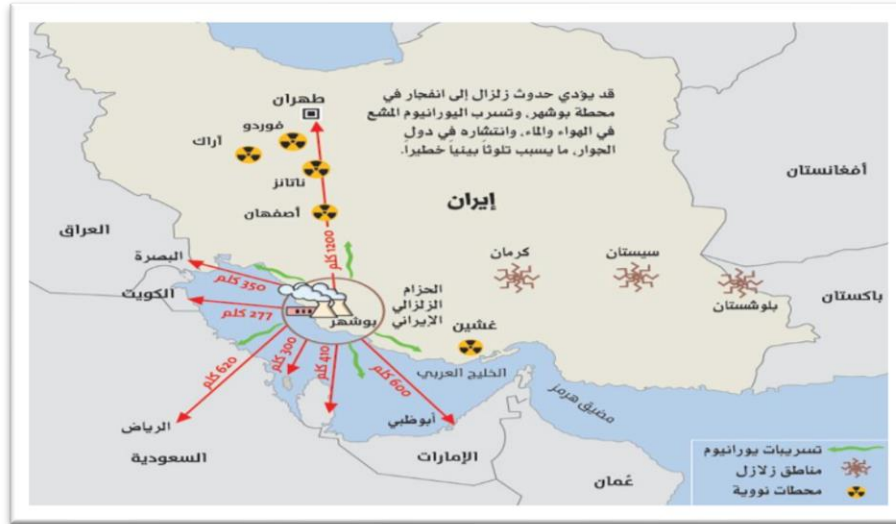 قد يؤدي حدوث زلزال إلى انفجار في
محطة بوشهر، وتسرب اليورانيوم المشع
في الهواء والماء، وانتشاره في دول
الجوار، ما يسبب تلوثاً بيئياً خطيراً.
طهران
فوردو
آراك
ناتانز
أصفهان
إيران
أفغانستان
العراق
البصرة
الكويت
1200 كلم
350 كلم
277 كلم
الحزام
الزلزالي
الإيراني
بوشهر
كرمان
سيستان
بلوشستان
باكستان
غشين
الخليج العربي
مضيق هرمز
620 كلم
300 كلم
410 كلم
600 كلم
الرياض
السعودية
أبوظبي
الإمارات
عُمان
تسريبات يورانيوم
مناطق زلازل
محطات نووية